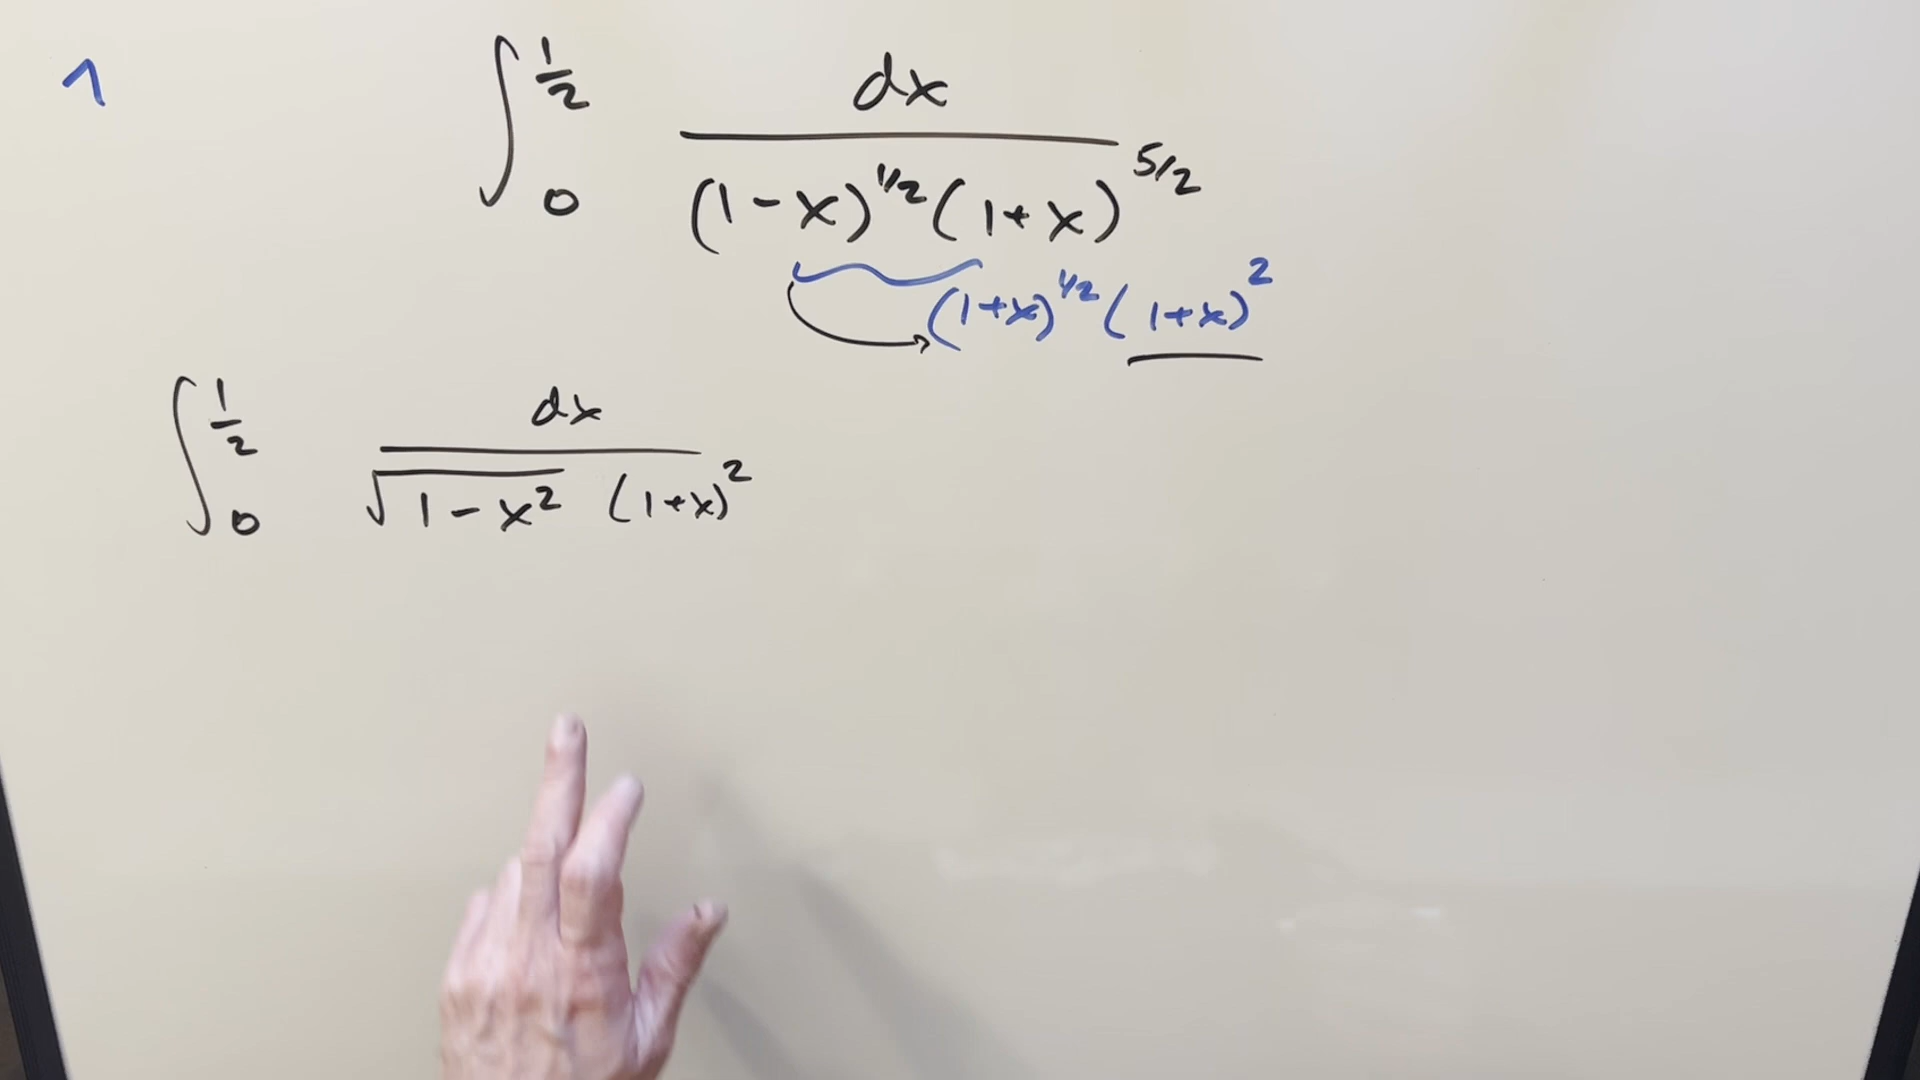 1
∫₀^{1/2} dx / (1-x)^{1/2} (1+x)^{5/2}
(1+x)^{1/2} (1+x)^2
∫₀^{1/2} dx / √(1-x²) (1+x)^2